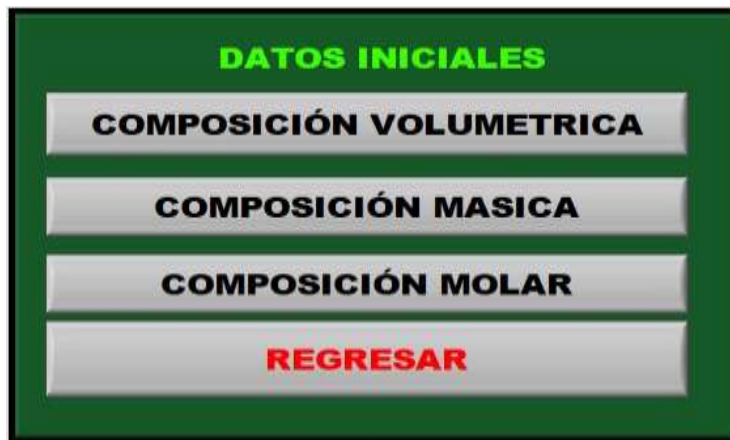 DATOS INICIALES
COMPOSICIÓN VOLUMETRICA
COMPOSICIÓN MASICA
COMPOSICIÓN MOLAR
REGRESAR